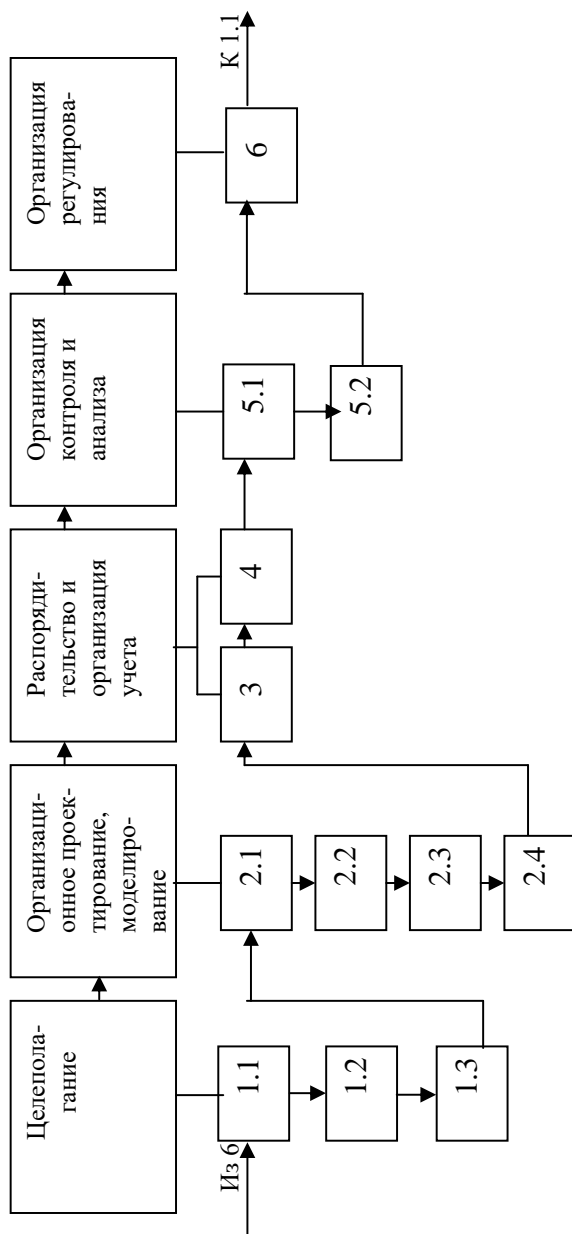 Целепола-
гание
Организаци-
онное проек-
тирование,
моделиро-
вание
Распоряди-
тельство и
организация
учета
Организация
контроля и
анализа
Организация
регулирова-
ния
Из 6
1.1
1.2
1.3
2.1
2.2
2.3
2.4
3
4
5.1
5.2
6
К 1.1